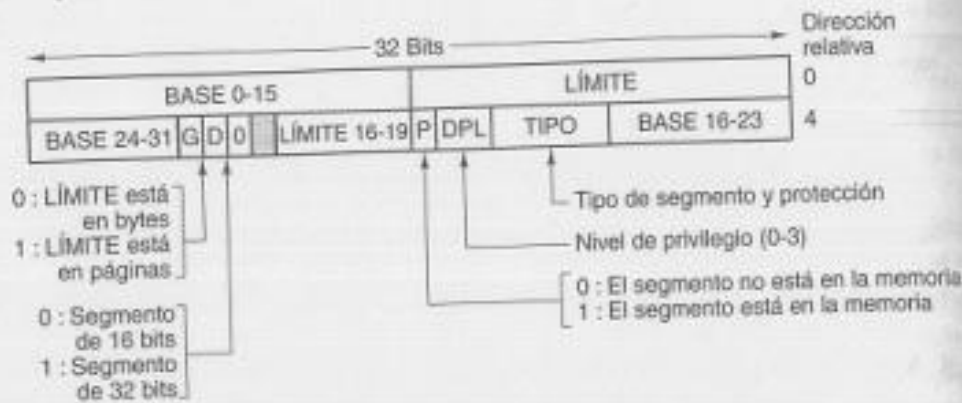 32 Bits
Dirección
relativa
BASE 0-15 LÍMITE 0
BASE 24-31 G D 0 LÍMITE 16-19 P DPL TIPO BASE 16-23 4
0 : LÍMITE está
en bytes
1 : LÍMITE está
en páginas
Tipo de segmento y protección
Nivel de privilegio (0-3)
0 : El segmento no está en la memoria
1 : El segmento está en la memoria
0 : Segmento
de 16 bits
1 : Segmento
de 32 bits